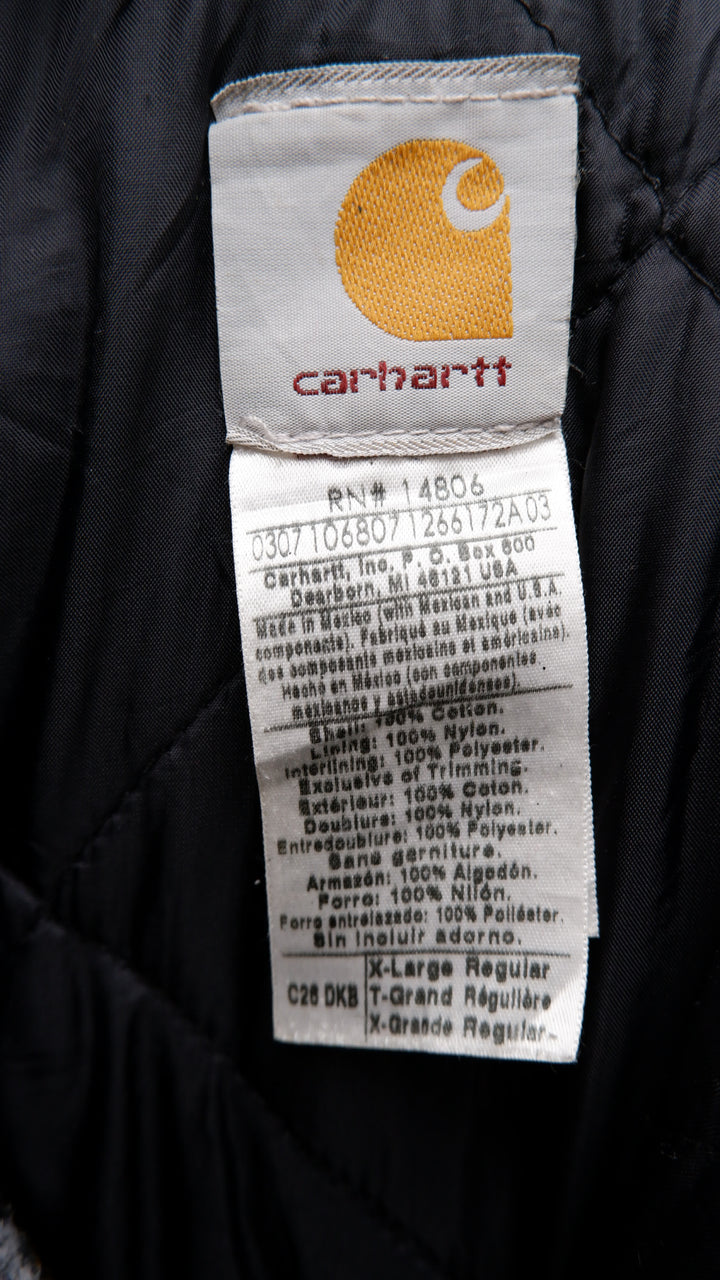 carhartt
RN# 14806
03071068071266172A03
Carhartt, Inc. P. O. Box 600
Dearborn, MI 48121 USA
Made in Mexico (with Mexican and U.S.A.
components). Fabriqué au Mexique (avec
des composants mexicains et américains).
Hecho en México (con componentes
mexicanos y estadounidenses).
Shell: 100% Cotton.
Lining: 100% Nylon.
Interlining: 100% Polyester.
Exclusive of Trimming.
Extérieur: 100% Coton.
Doublure: 100% Nylon.
Entredoublure: 100% Polyester.
Sans garniture.
Armazón: 100% Algodón.
Forro: 100% Nilón.
Forro entrelazado: 100% Poliéster.
Sin incluir adorno.
C26 DKB
X-Large Regular
T-Grand Régulière
X-Grande Regular